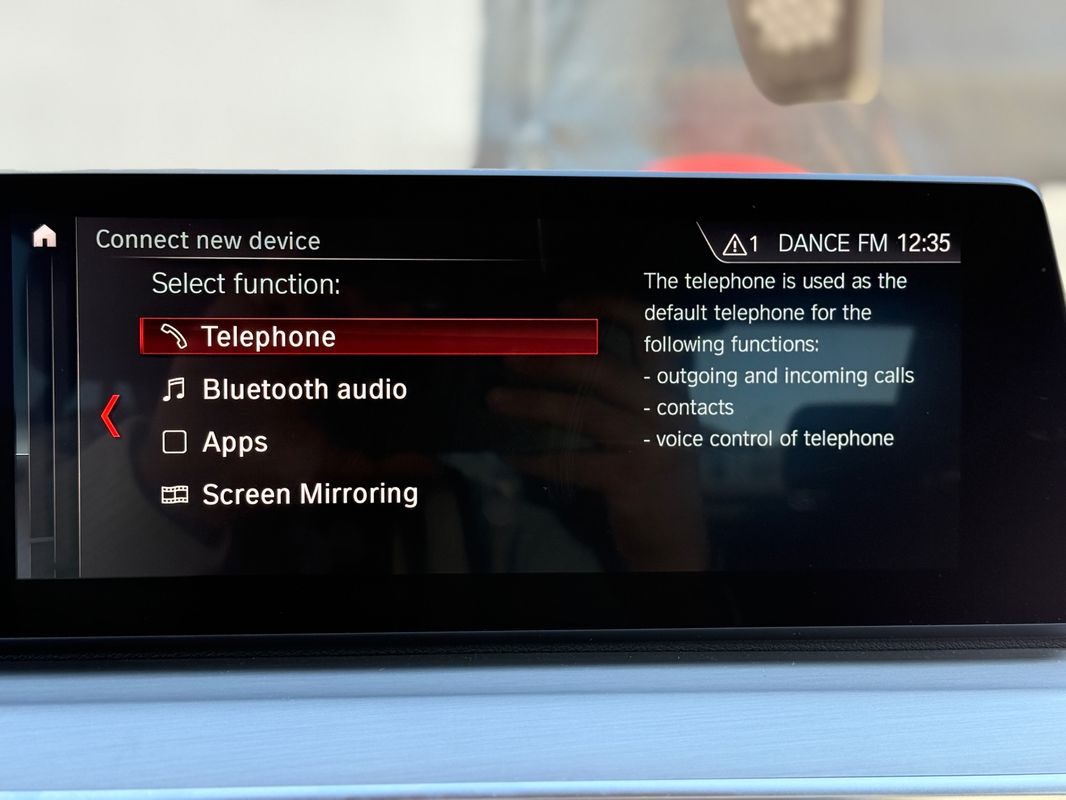 Connect new device
1 DANCE FM 12:35
Select function:
Telephone
Bluetooth audio
Apps
Screen Mirroring
The telephone is used as the
default telephone for the
following functions:
- outgoing and incoming calls
- contacts
- voice control of telephone